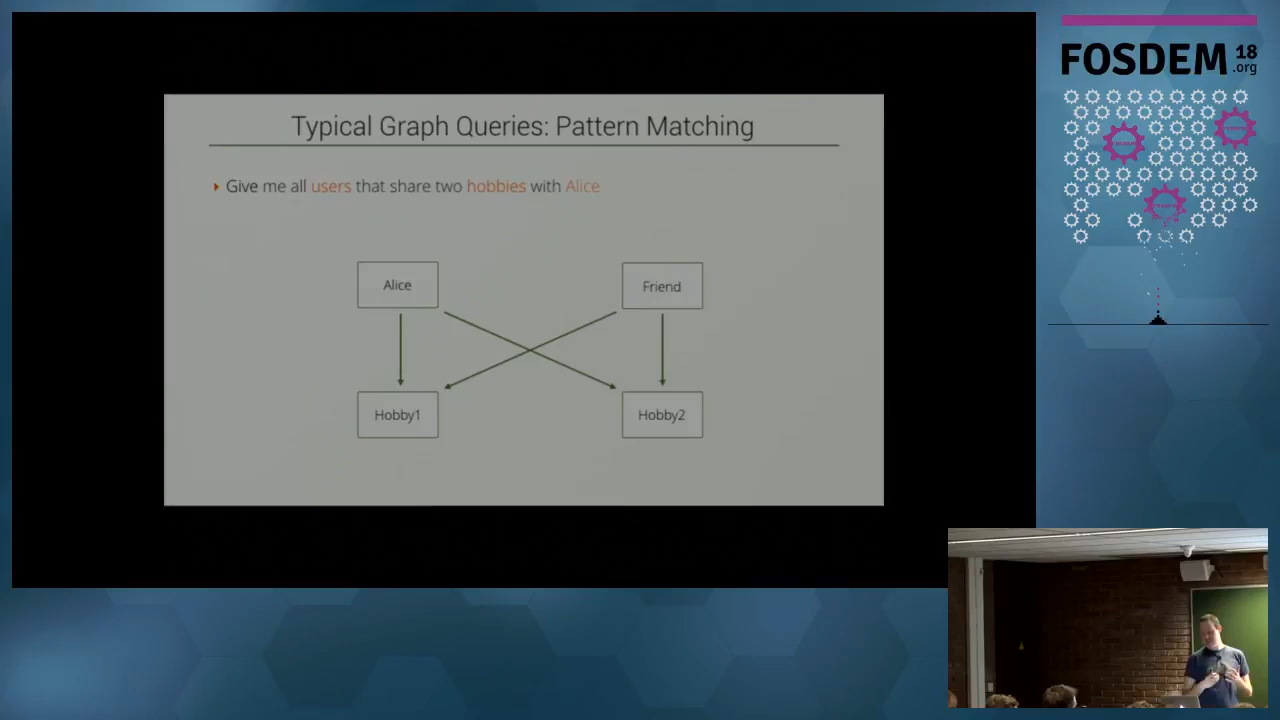 Typical Graph Queries: Pattern Matching
Give me all users that share two hobbies with Alice
Alice
Friend
Hobby1
Hobby2
FOSDEM 18
.org